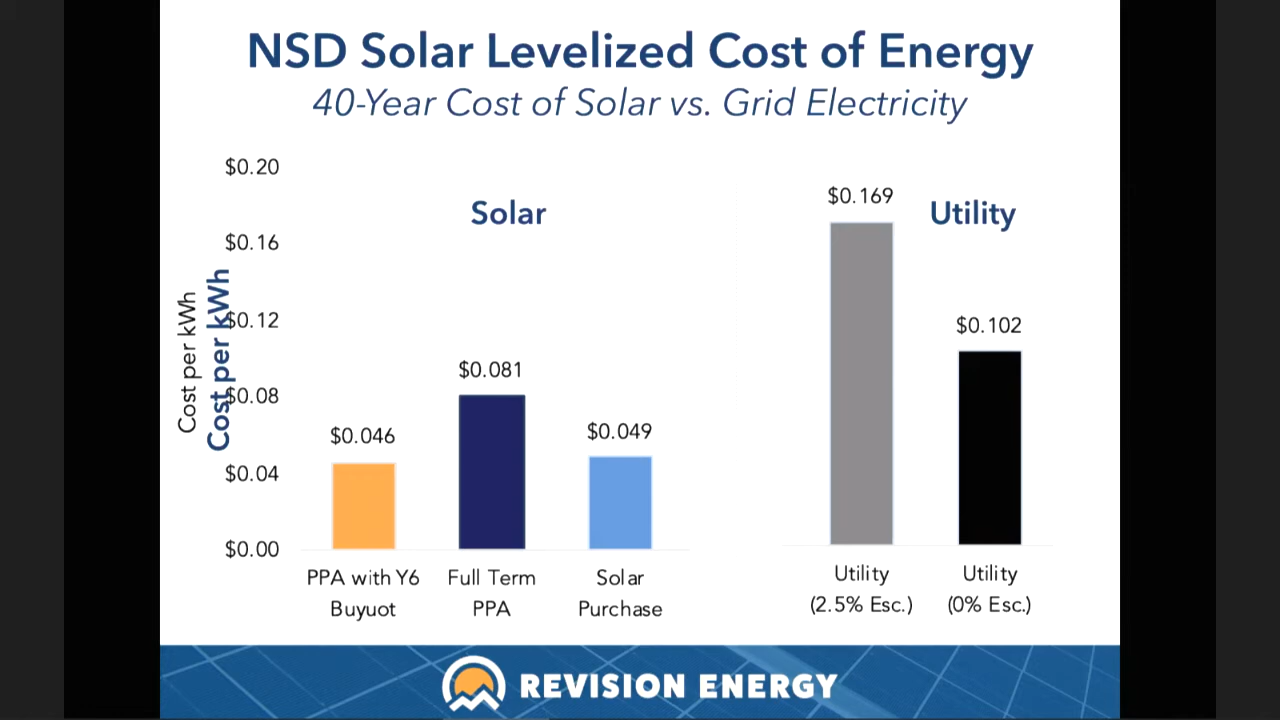 NSD Solar Levelized Cost of Energy
40-Year Cost of Solar vs. Grid Electricity
Cost per kWh
Cost per kWh
$0.20
$0.16
$0.12
$0.08
$0.04
$0.00
Solar
$0.046
$0.081
$0.049
PPA with Y6
Buyuot
Full Term
PPA
Solar
Purchase
Utility
$0.169
$0.102
Utility
(2.5% Esc.)
Utility
(0% Esc.)
REVISION ENERGY